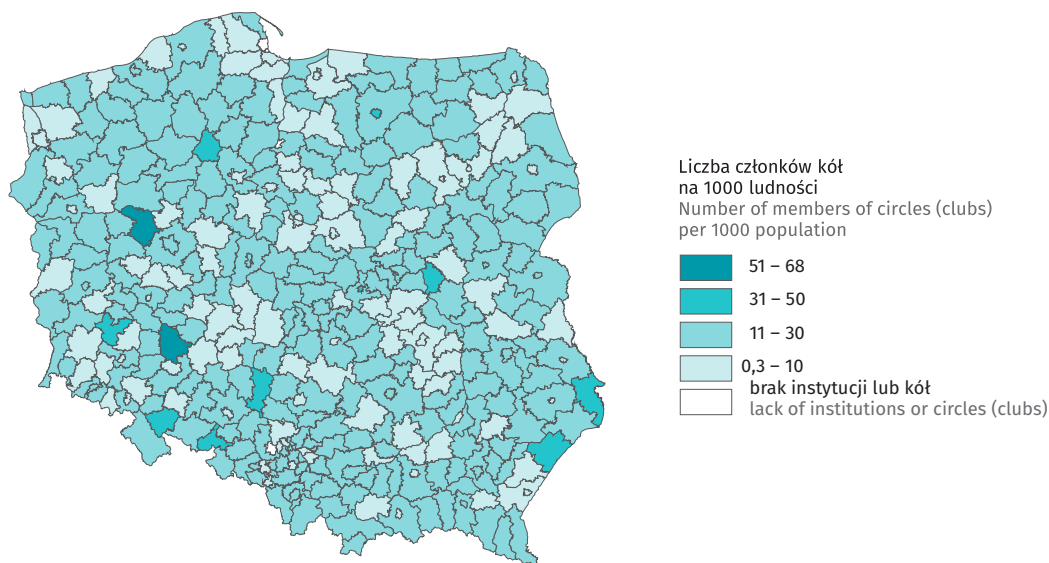 Liczba członków kół
na 1000 ludności
Number of members of circles (clubs)
per 1000 population
51 – 68
31 – 50
11 – 30
0,3 – 10
brak instytucji lub kół
lack of institutions or circles (clubs)